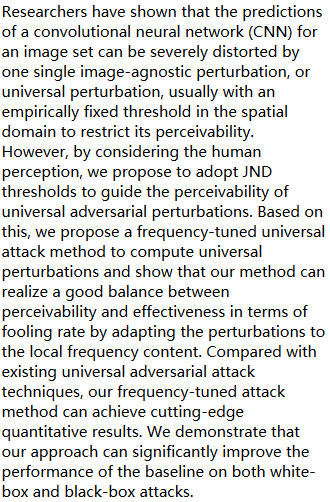 Researchers have shown that the predictions
of a convolutional neural network (CNN) for
an image set can be severely distorted by
one single image-agnostic perturbation, or
universal perturbation, usually with an
empirically fixed threshold in the spatial
domain to restrict its perceivability.
However, by considering the human
perception, we propose to adopt JND
thresholds to guide the perceivability of
universal adversarial perturbations. Based on
this, we propose a frequency-tuned universal
attack method to compute universal
perturbations and show that our method can
realize a good balance between
perceivability and effectiveness in terms of
fooling rate by adapting the perturbations to
the local frequency content. Compared with
existing universal adversarial attack
techniques, our frequency-tuned attack
method can achieve cutting-edge
quantitative results. We demonstrate that
our approach can significantly improve the
performance of the baseline on both white-
box and black-box attacks.